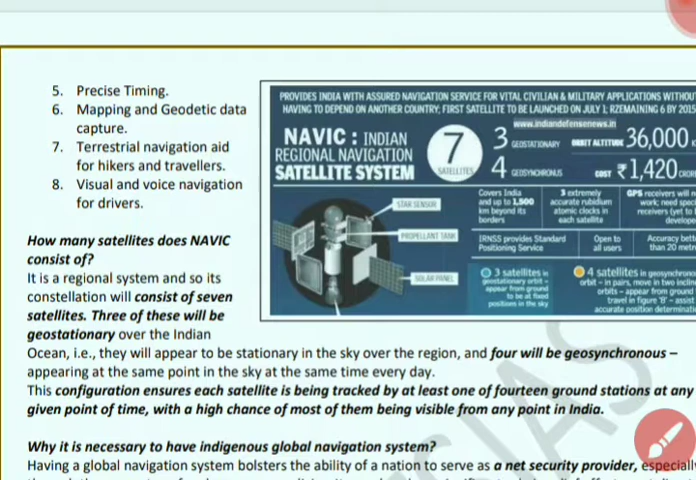 5. Precise Timing.
6. Mapping and Geodetic data
capture.
7. Terrestrial navigation aid
for hikers and travellers.
8. Visual and voice navigation
for drivers.
How many satellites does NAVIC
consist of?
It is a regional system and so its
constellation will consist of seven
satellites. Three of these will be
geostationary over the Indian
PROVIDES INDIA WITH ASSURED NAVIGATION SERVICE FOR VITAL CIVILIAN & MILITARY APPLICATIONS WITHOUT
HAVING TO DEPEND ON ANOTHER COUNTRY; FIRST SATELLITE TO BE LAUNCHED ON JULY 1; RZEMAINING 6 BY 2015
www.indiandefensenews.in
NAVIC : INDIAN
REGIONAL NAVIGATION
SATELLITE SYSTEM
7
SATELLITES
3 GEOSTATIONARY
4 GEOSYNCHRONUS
ORBIT ALTITUDE 36,000
COST ₹1,420 CRORE
STAR SENSOR
PROPELLANT TANK
SOLAR PANEL
Covers India
and up to 1,500
km beyond its
borders
3 extremely
accurate rubidium
atomic clocks in
each satellite
GPS receivers will n
work; need spec
receivers (yet to
develope
IRNSS provides Standard
Positioning Service
Open to
all users
Accuracy bett
than 20 metr
3 satellites in
geostationary orbit –
appear from ground
to be at fixed
positions in the sky
4 satellites in geosynchrono
orbit – in pairs, move in two incline
orbits – appear from ground
travel in figure '8' – assist
accurate position determinati
Ocean, i.e., they will appear to be stationary in the sky over the region, and four will be geosynchronous –
appearing at the same point in the sky at the same time every day.
This configuration ensures each satellite is being tracked by at least one of fourteen ground stations at any
given point of time, with a high chance of most of them being visible from any point in India.
Why it is necessary to have indigenous global navigation system?
Having a global navigation system bolsters the ability of a nation to serve as a net security provider, especially